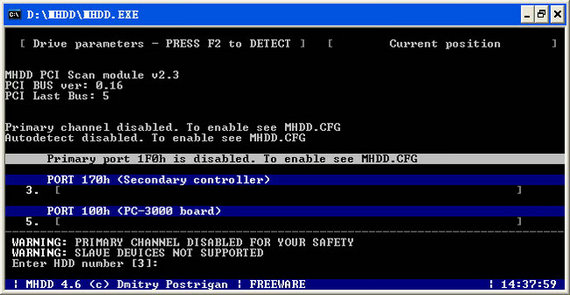 D:\MHDD\MHDD.EXE
[ Drive parameters - PRESS F2 to DETECT ] [ Current position ]
MHDD PCI Scan module v2.3
PCI BUS ver: 0.16
PCI Last Bus: 5
Primary channel disabled. To enable see MHDD.CFG
Autodetect disabled. To enable see MHDD.CFG
Primary port 1F0h is disabled. To enable see MHDD.CFG
PORT 170h (Secondary controller)
3. [ ]
PORT 100h (PC-3000 board)
5. [ ]
WARNING: PRIMARY CHANNEL DISABLED FOR YOUR SAFETY
WARNING: SLAVE DEVICES NOT SUPPORTED
Enter HDD number [3]:
¦ MHDD 4.6 (c) Dmitry Postrigan ¦ FREEWARE ¦ 14:37:59